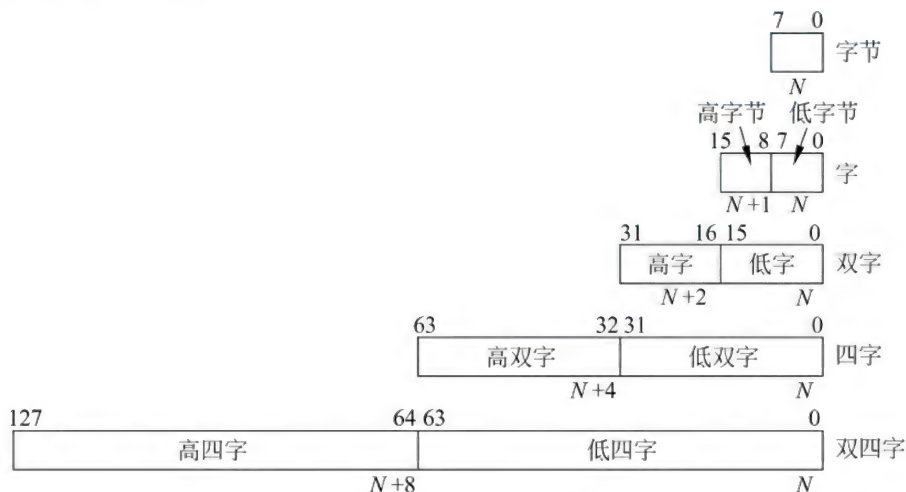 7 0
字节
N
高字节 低字节
15 8 7 0
字
N+1 N
31 16 15 0
高字 低字 双字
N+2 N
63 32 31 0
高双字 低双字 四字
N+4 N
127 64 63 0
高四字 低四字 双四字
N+8 N